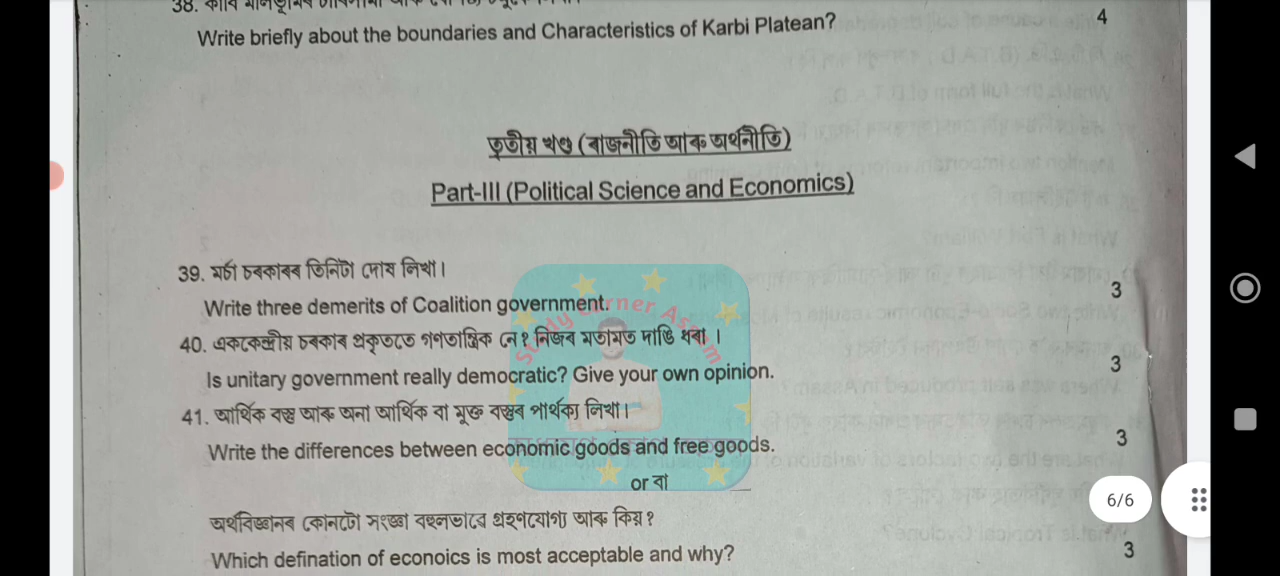 38.
Write briefly about the boundaries and Characteristics of Karbi Platean? 4
তৃতীয় খণ্ড (ৰাজনীতি আৰু অৰ্থনীতি)
Part-III (Political Science and Economics)
39. মৰ্চা চৰকাৰৰ তিনিটা দোষ লিখা।
Write three demerits of Coalition government. 3
40. এককেন্দ্ৰীয় চৰকাৰ প্ৰকৃততে গণতান্ত্ৰিক নে? নিজৰ মতামত দাঙি ধৰা ।
Is unitary government really democratic? Give your own opinion. 3
41. আৰ্থিক বস্তু আৰু অনা আৰ্থিক বা মুক্ত বস্তুৰ পাৰ্থক্য লিখা।
Write the differences between economic goods and free goods. 3
or বা
অৰ্থবিজ্ঞানৰ কোনটো সংজ্ঞা বহুলভাৱে গ্ৰহণযোগ্য আৰু কিয়?
Which defination of econoics is most acceptable and why? 3
Study Corner Assam
6/6